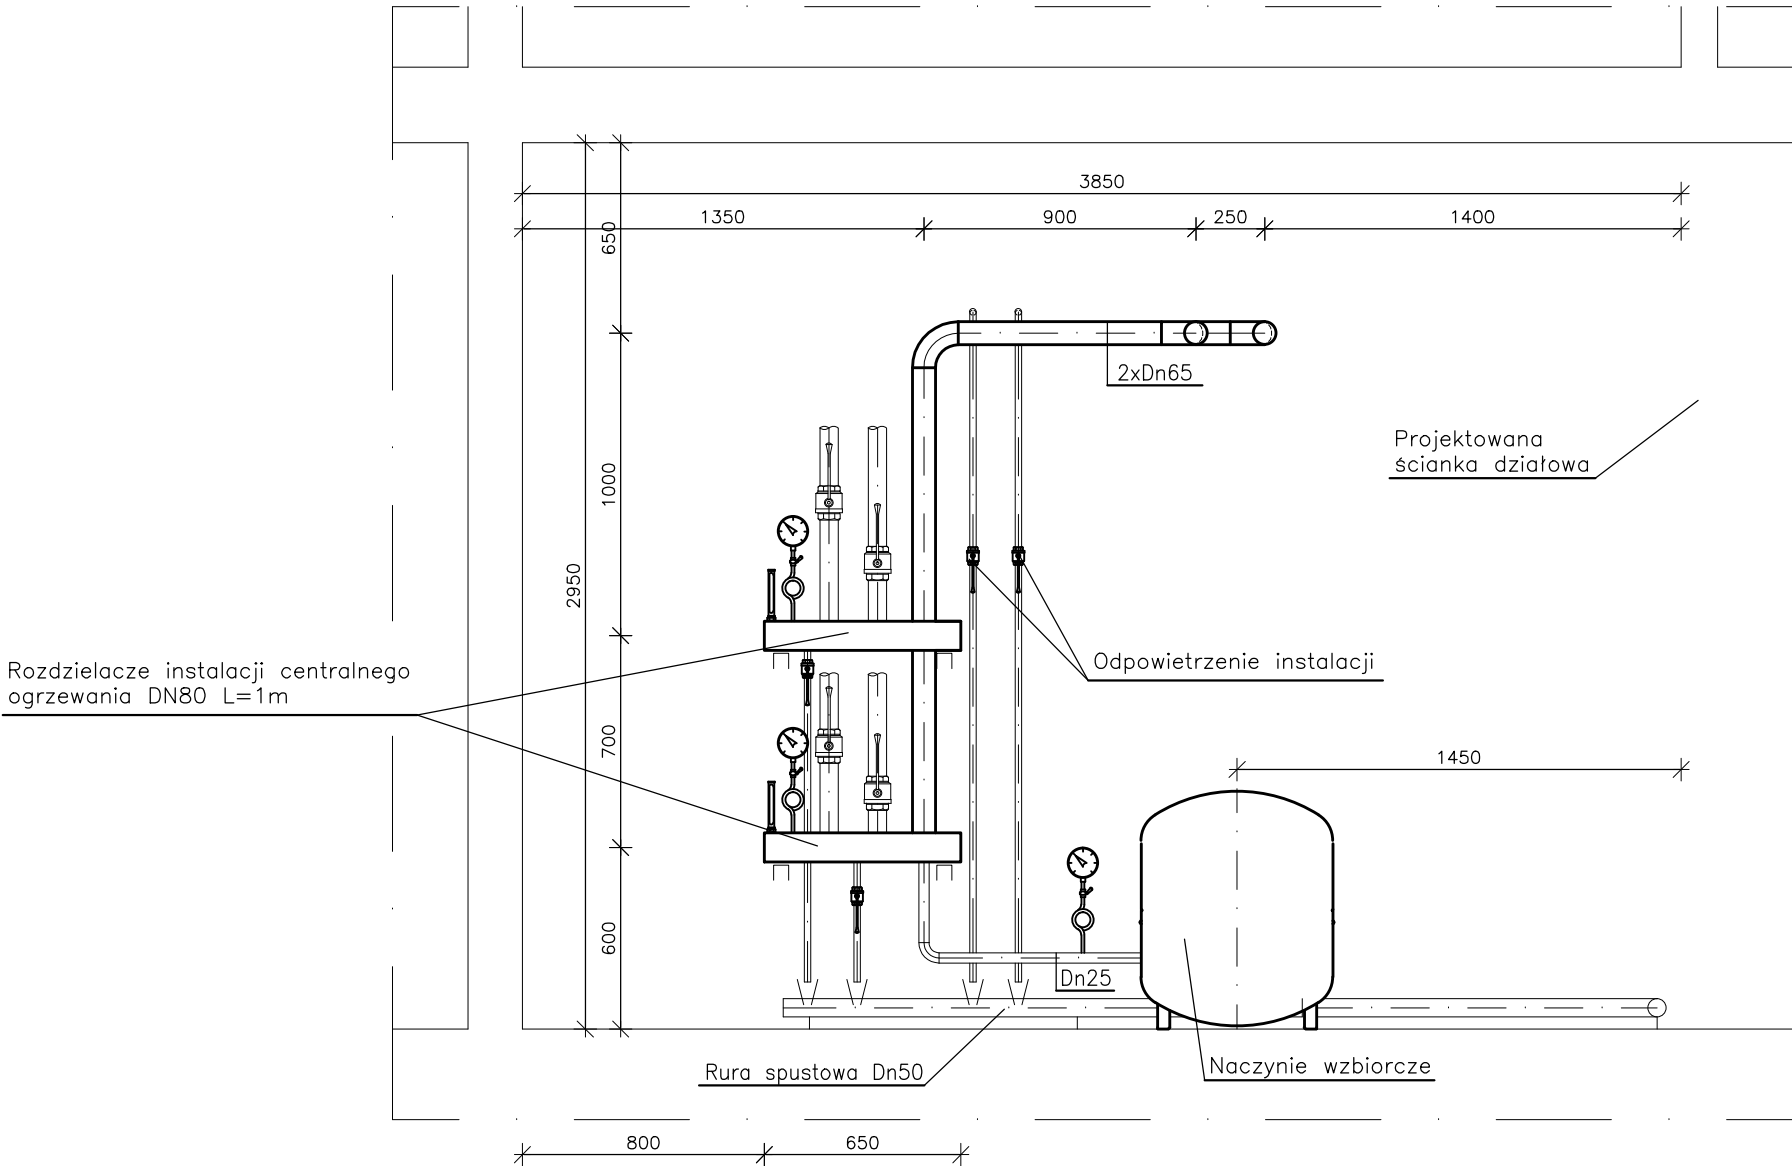 3850
1350
900
250
1400
650
2xDn65
Projektowana
ścianka działowa
1000
2950
Odpowietrzenie instalacji
Rozdzielacze instalacji centralnego
ogrzewania DN80 L=1m
700
1450
600
Dn25
Rura spustowa Dn50
Naczynie wzbiorcze
800
650